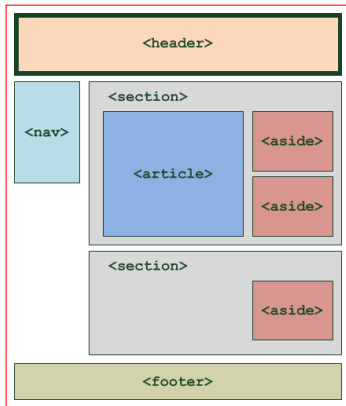 <header>
<nav>
<section>
<article>
<aside>
<aside>
<section>
<aside>
<footer>